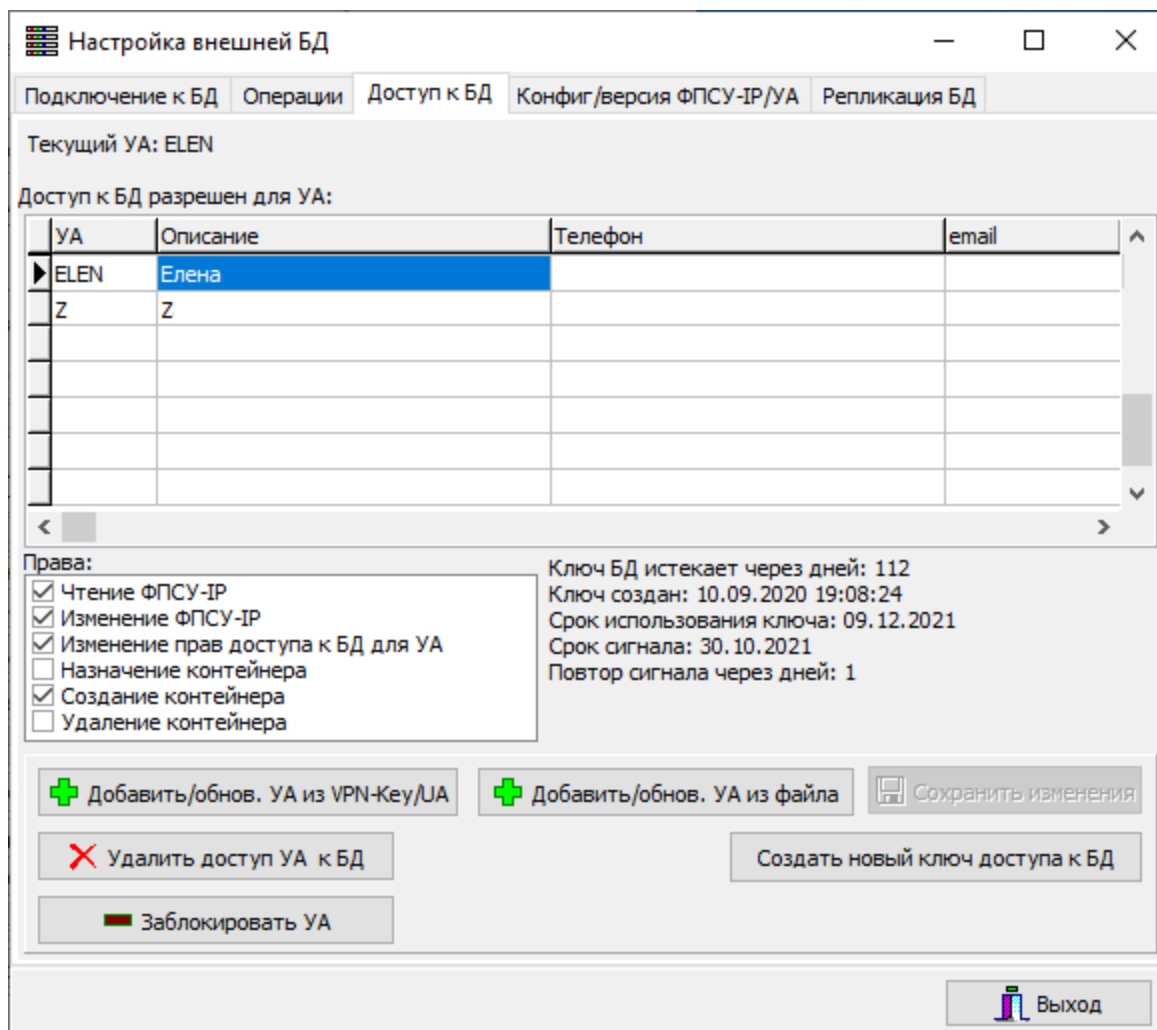 Настройка внешней БД
Подключение к БД Операции Доступ к БД Конфиг/версия ФПСУ-IP/УА Репликация БД
Текущий УА: ELEN
Доступ к БД разрешен для УА:
УА Описание Телефон email
ELEN Елена
Z Z
Права:
Чтение ФПСУ-IP
Изменение ФПСУ-IP
Изменение прав доступа к БД для УА
Назначение контейнера
Создание контейнера
Удаление контейнера
Ключ БД истекает через дней: 112
Ключ создан: 10.09.2020 19:08:24
Срок использования ключа: 09.12.2021
Срок сигнала: 30.10.2021
Повтор сигнала через дней: 1
Добавить/обнов. УА из VPN-Key/UA Добавить/обнов. УА из файла Сохранить изменения
Удалить доступ УА к БД Создать новый ключ доступа к БД
Заблокировать УА
Выход